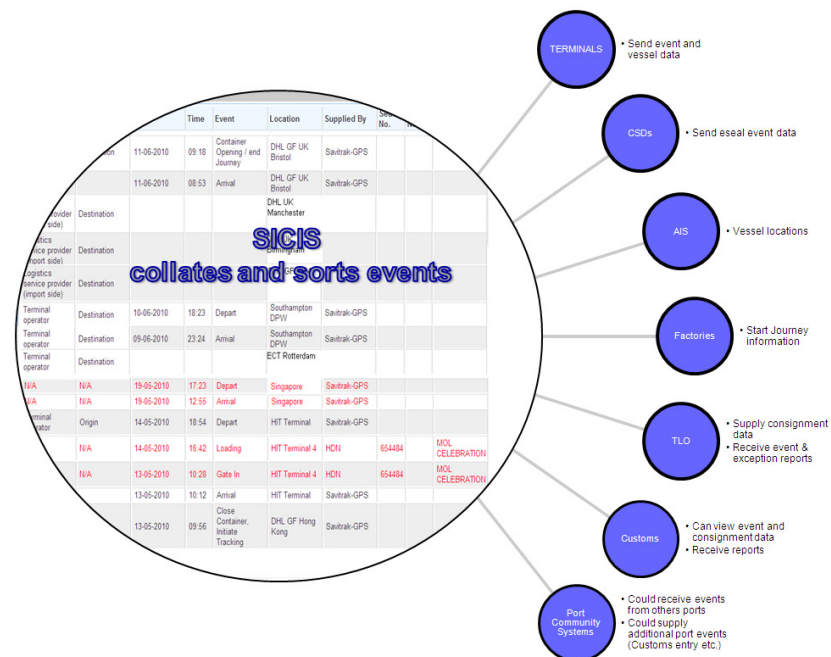 Time Event Location Supplied By
No.
11-06-2010 09:18 Container Opening / end Journey DHL GF UK Bristol Savitrak-GPS
11-06-2010 08:53 Arrival DHL GF UK Bristol Savitrak-GPS
side) Destination DHL UK Manchester
(import side) Destination
SICIS
collates and sorts events
Logistics service provider (import side) Destination
Terminal operator Destination 10-06-2010 18:23 Depart Southampton DPW Savitrak-GPS
Terminal operator Destination 09-06-2010 23:24 Arrival Southampton DPW Savitrak-GPS
Terminal operator Destination ECT Rotterdam
N/A N/A 19-05-2010 17:23 Depart Singapore Savitrak-GPS
N/A N/A 19-05-2010 12:55 Arrival Singapore Savitrak-GPS
Origin 14-05-2010 18:54 Depart HIT Terminal Savitrak-GPS
N/A 14-05-2010 16:42 Loading HIT Terminal 4 HDN 654484 MOL CELEBRATION
N/A 13-05-2010 10:28 Gate In HIT Terminal 4 HDN 654484 MOL CELEBRATION
13-05-2010 10:12 Arrival HIT Terminal Savitrak-GPS
13-05-2010 09:56 Close Container, Initiate Tracking DHL GF Hong Kong Savitrak-GPS
TERMINALS
• Send event and
vessel data
CSDs
• Send eseal event data
AIS
• Vessel locations
Factories
• Start Journey
information
TLO
• Supply consignment
data
• Receive event &
exception reports
Customs
• Can view event and
consignment data
• Receive reports
Port
Community
Systems
• Could receive events
from others ports
• Could supply
additional port events
(Customs entry etc.)